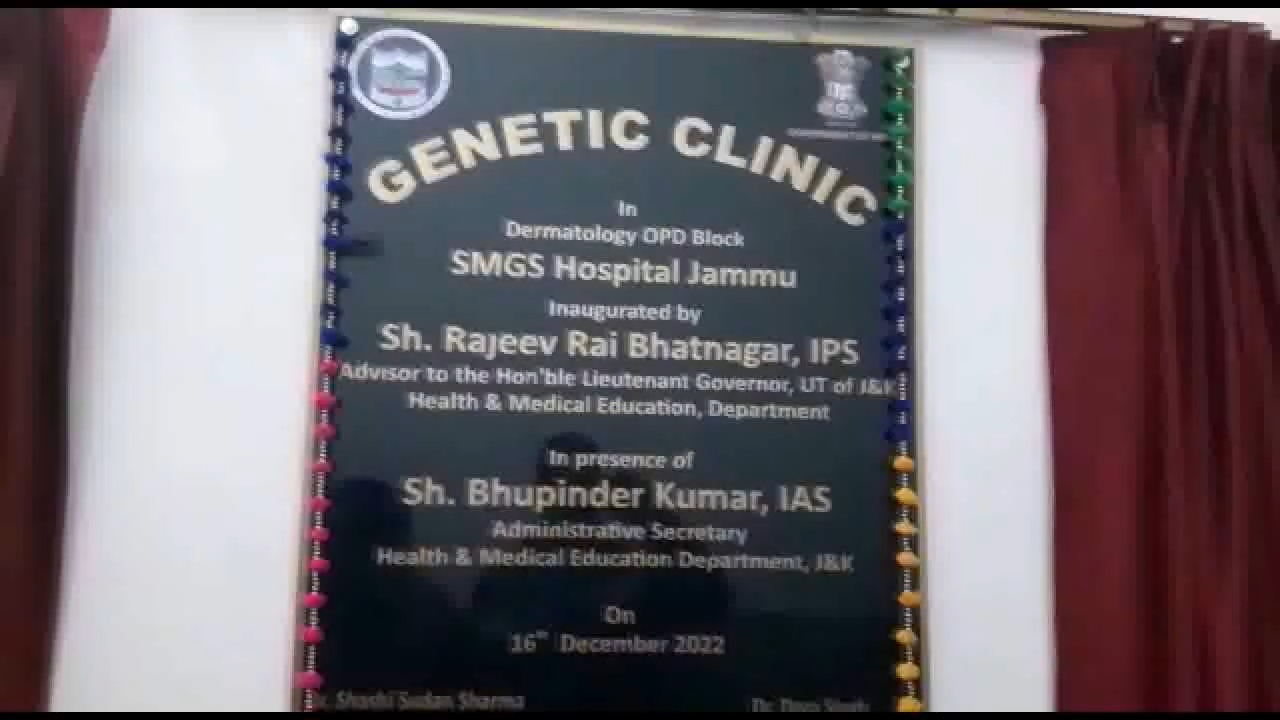 GENETIC CLINIC
In
Dermatology OPD Block
SMGS Hospital Jammu
Inaugurated by
Sh. Rajeev Rai Bhatnagar, IPS
Advisor to the Hon'ble Lieutenant Governor, UT of J&K
Health & Medical Education, Department
In presence of
Sh. Bhupinder Kumar, IAS
Administrative Secretary
Health & Medical Education Department, J&K
On
16th December 2022
Shashi Sudan Sharma
Dr.